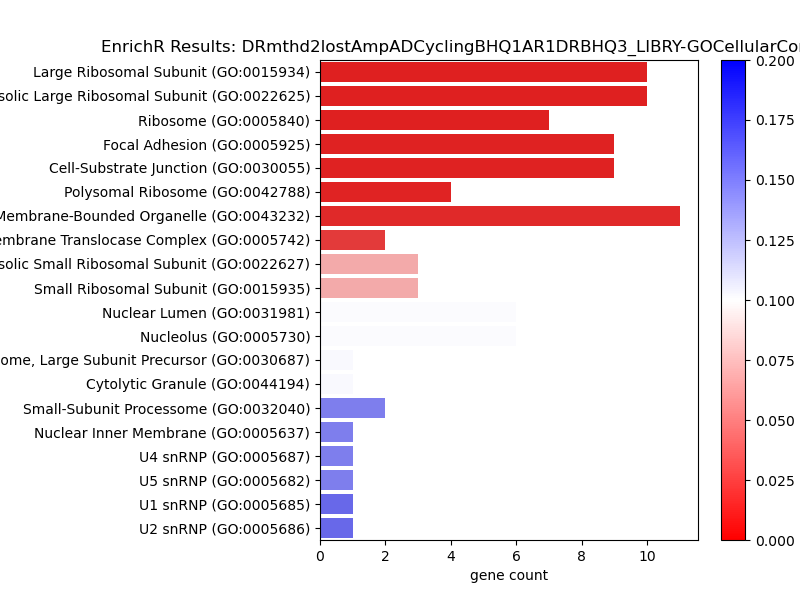 EnrichR Results: DRmthd2lostAmpADCyclingBHQ1AR1DRBHQ3_LIBRY-GOCellularCo
Large Ribosomal Subunit (GO:0015934)
solic Large Ribosomal Subunit (GO:0022625)
Ribosome (GO:0005840)
Focal Adhesion (GO:0005925)
Cell-Substrate Junction (GO:0030055)
Polysomal Ribosome (GO:0042788)
Membrane-Bounded Organelle (GO:0043232)
embrane Translocase Complex (GO:0005742)
solic Small Ribosomal Subunit (GO:0022627)
Small Ribosomal Subunit (GO:0015935)
Nuclear Lumen (GO:0031981)
Nucleolus (GO:0005730)
ome, Large Subunit Precursor (GO:0030687)
Cytolytic Granule (GO:0044194)
Small-Subunit Processome (GO:0032040)
Nuclear Inner Membrane (GO:0005637)
U4 snRNP (GO:0005687)
U5 snRNP (GO:0005682)
U1 snRNP (GO:0005685)
U2 snRNP (GO:0005686)
0 2 4 6 8 10
gene count
0.200
0.175
0.150
0.125
0.100
0.075
0.050
0.025
0.000